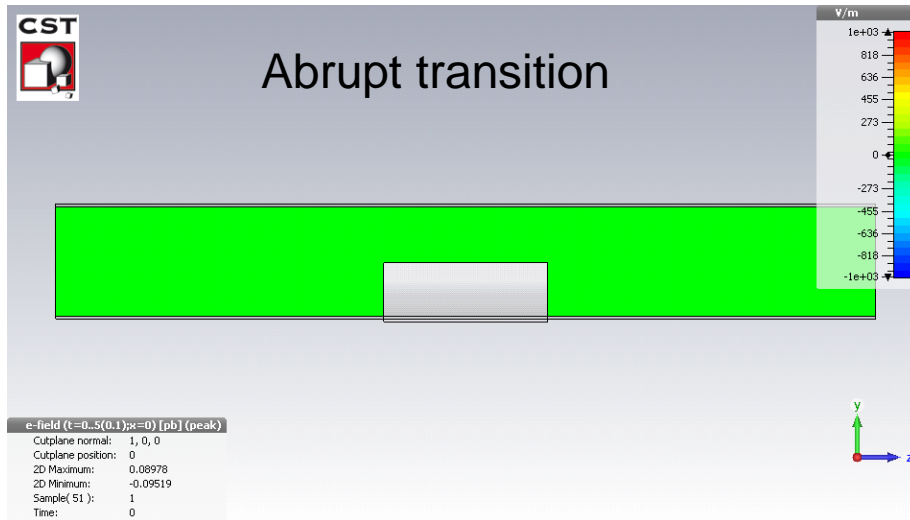 CST
Abrupt transition
V/m
1e+03
818
636
455
273
0
-273
-455
-636
-818
-1e+03
e-field (t=0..5(0.1);x=0) [pb] (peak)
Cutplane normal: 1, 0, 0
Cutplane position: 0
2D Maximum: 0.08978
2D Minimum: -0.09519
Sample( 51 ): 1
Time: 0
y
z